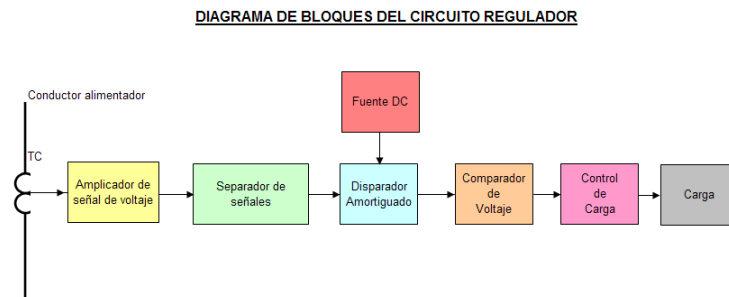 DIAGRAMA DE BLOQUES DEL CIRCUITO REGULADOR
Conductor alimentador
TC
Amplicador de
señal de voltaje
Separador de
señales
Fuente DC
Disparador
Amortiguado
Comparador
de
Voltaje
Control
de
Carga
Carga